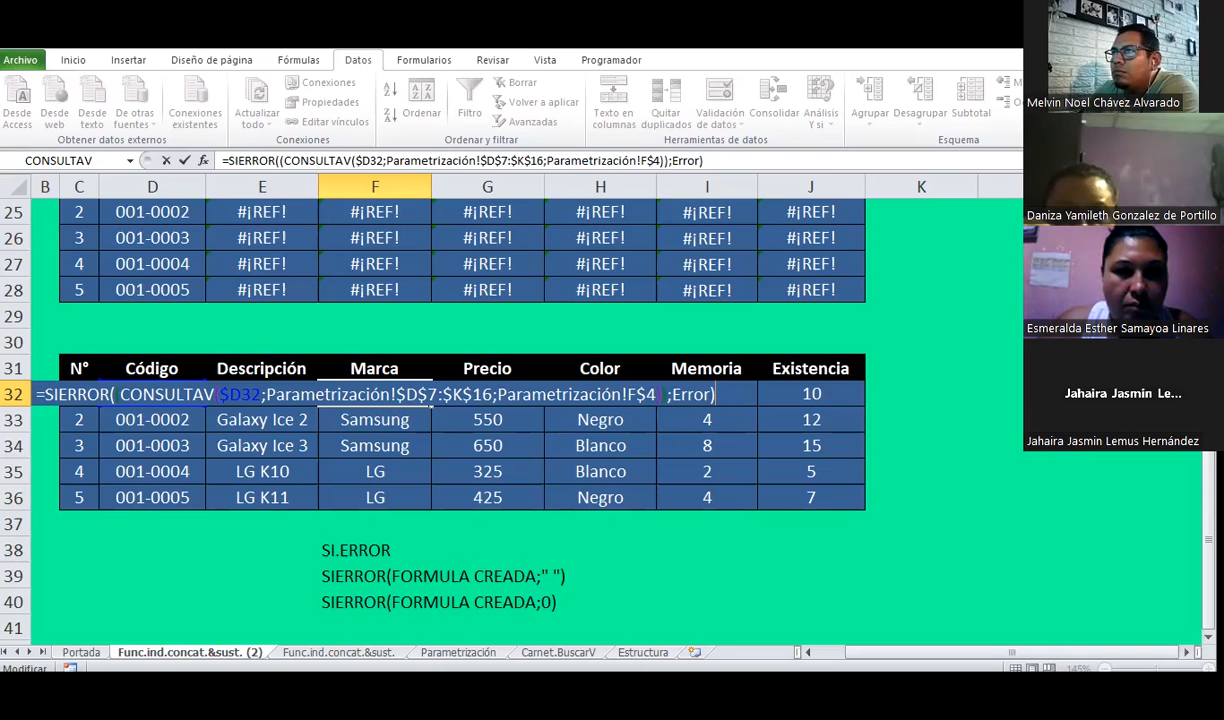 Archivo Inicio Insertar Diseño de página Fórmulas Datos Formularios Revisar Vista Programador
Desde Access
Desde web
Desde texto
De otras fuentes
Conexiones existentes
Obtener datos externos
Actualizar todo
Conexiones
Propiedades
Editar vínculos
Conexiones
Ordenar
Filtro
Borrar
Volver a aplicar
Avanzadas
Ordenar y filtrar
Texto en columnas
Quitar duplicados
Validación de datos
Consolidar
Análisis Y si
Herramientas de datos
Agrupar
Desagrupar
Subtotal
Esquema
CONSULTAV fx =SIERROR((CONSULTAV($D32;Parametrización!$D$7:$K$16;Parametrización!F$4));Error)
B C D E F G H I J K
25 2 001-0002 #¡REF! #¡REF! #¡REF! #¡REF! #¡REF! #¡REF!
26 3 001-0003 #¡REF! #¡REF! #¡REF! #¡REF! #¡REF! #¡REF!
27 4 001-0004 #¡REF! #¡REF! #¡REF! #¡REF! #¡REF! #¡REF!
28 5 001-0005 #¡REF! #¡REF! #¡REF! #¡REF! #¡REF! #¡REF!
29
30
31 N° Código Descripción Marca Precio Color Memoria Existencia
32 =SIERROR((CONSULTAV($D32;Parametrización!$D$7:$K$16;Parametrización!F$4));Error) 10
33 2 001-0002 Galaxy Ice 2 Samsung 550 Negro 4 12
34 3 001-0003 Galaxy Ice 3 Samsung 650 Blanco 8 15
35 4 001-0004 LG K10 LG 325 Blanco 2 5
36 5 001-0005 LG K11 LG 425 Negro 4 7
37
38 SI.ERROR
39 SIERROR(FORMULA CREADA;" ")
40 SIERROR(FORMULA CREADA;0)
41
Portada Func.ind.concat.&sust. (2) Func.ind.concat.&sust. Parametrización Carnet.BuscarV Estructura
Modificar 145%
Melvin Noel Chávez Alvarado
Daniza Yamileth Gonzalez de Portillo
Esmeralda Esther Samayoa Linares
Jahaira Jasmin Le...
Jahaira Jasmin Lemus Hernández